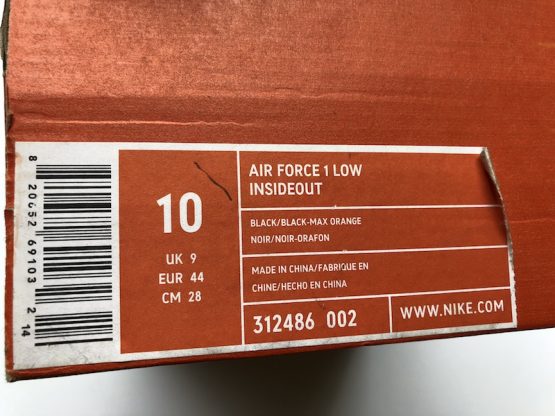 8 20652 69103 2 14
10
UK 9
EUR 44
CM 28
AIR FORCE 1 LOW
INSIDEOUT
BLACK/BLACK-MAX ORANGE
NOIR/NOIR-ORAFON
MADE IN CHINA/FABRIQUE EN
CHINE/HECHO EN CHINA
312486 002
WWW.NIKE.COM